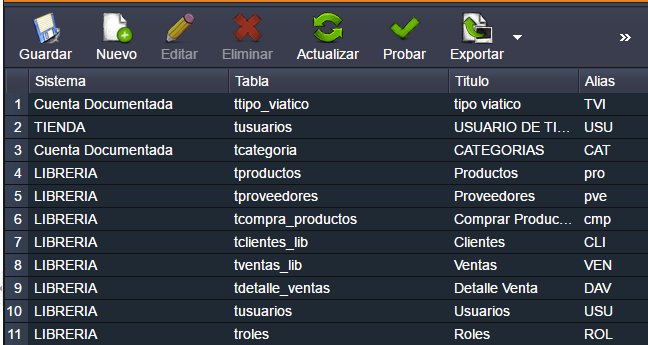 Guardar Nuevo Editar Eliminar Actualizar Probar Exportar »
Sistema Tabla Titulo Alias
1 Cuenta Documentada ttipo_viatico tipo viatico TVI
2 TIENDA tusuarios USUARIO DE TI... USU
3 Cuenta Documentada tcategoria CATEGORIAS CAT
4 LIBRERIA tproductos Productos pro
5 LIBRERIA tproveedores Proveedores pve
6 LIBRERIA tcompra_productos Comprar Produc... cmp
7 LIBRERIA tclientes_lib Clientes CLI
8 LIBRERIA tventas_lib Ventas VEN
9 LIBRERIA tdetalle_ventas Detalle Venta DAV
10 LIBRERIA tusuarios Usuarios USU
11 LIBRERIA troles Roles ROL